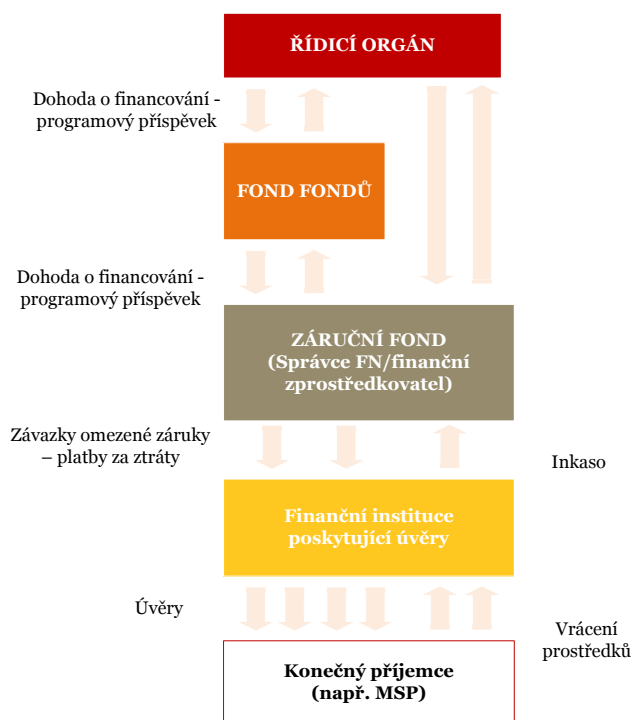 ŘÍDICÍ ORGÁN
Dohoda o financování -
programový příspěvek
FOND FONDŮ
Dohoda o financování -
programový příspěvek
ZÁRUČNÍ FOND
(Správce FN/finanční
zprostředkovatel)
Závazky omezené záruky
– platby za ztráty
Inkaso
Finanční instituce
poskytující úvěry
Úvěry
Vrácení
prostředků
Konečný příjemce
(např. MSP)